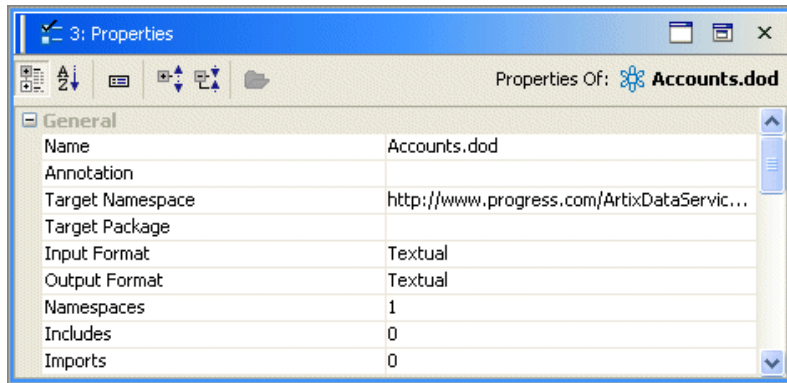 3: Properties
Properties Of: Accounts.dod
General
Name Accounts.dod
Annotation
Target Namespace http://www.progress.com/ArtixDataServic...
Target Package
Input Format Textual
Output Format Textual
Namespaces 1
Includes 0
Imports 0